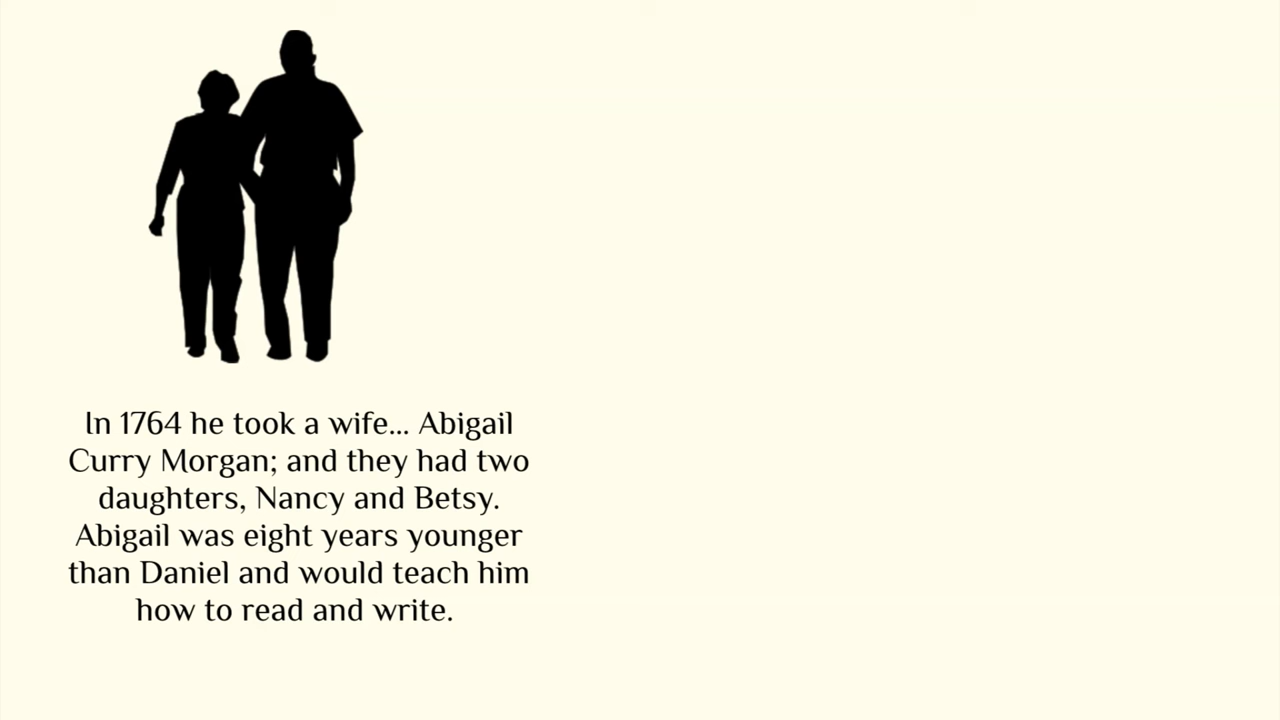 In 1764 he took a wife... Abigail
Curry Morgan; and they had two
daughters, Nancy and Betsy.
Abigail was eight years younger
than Daniel and would teach him
how to read and write.